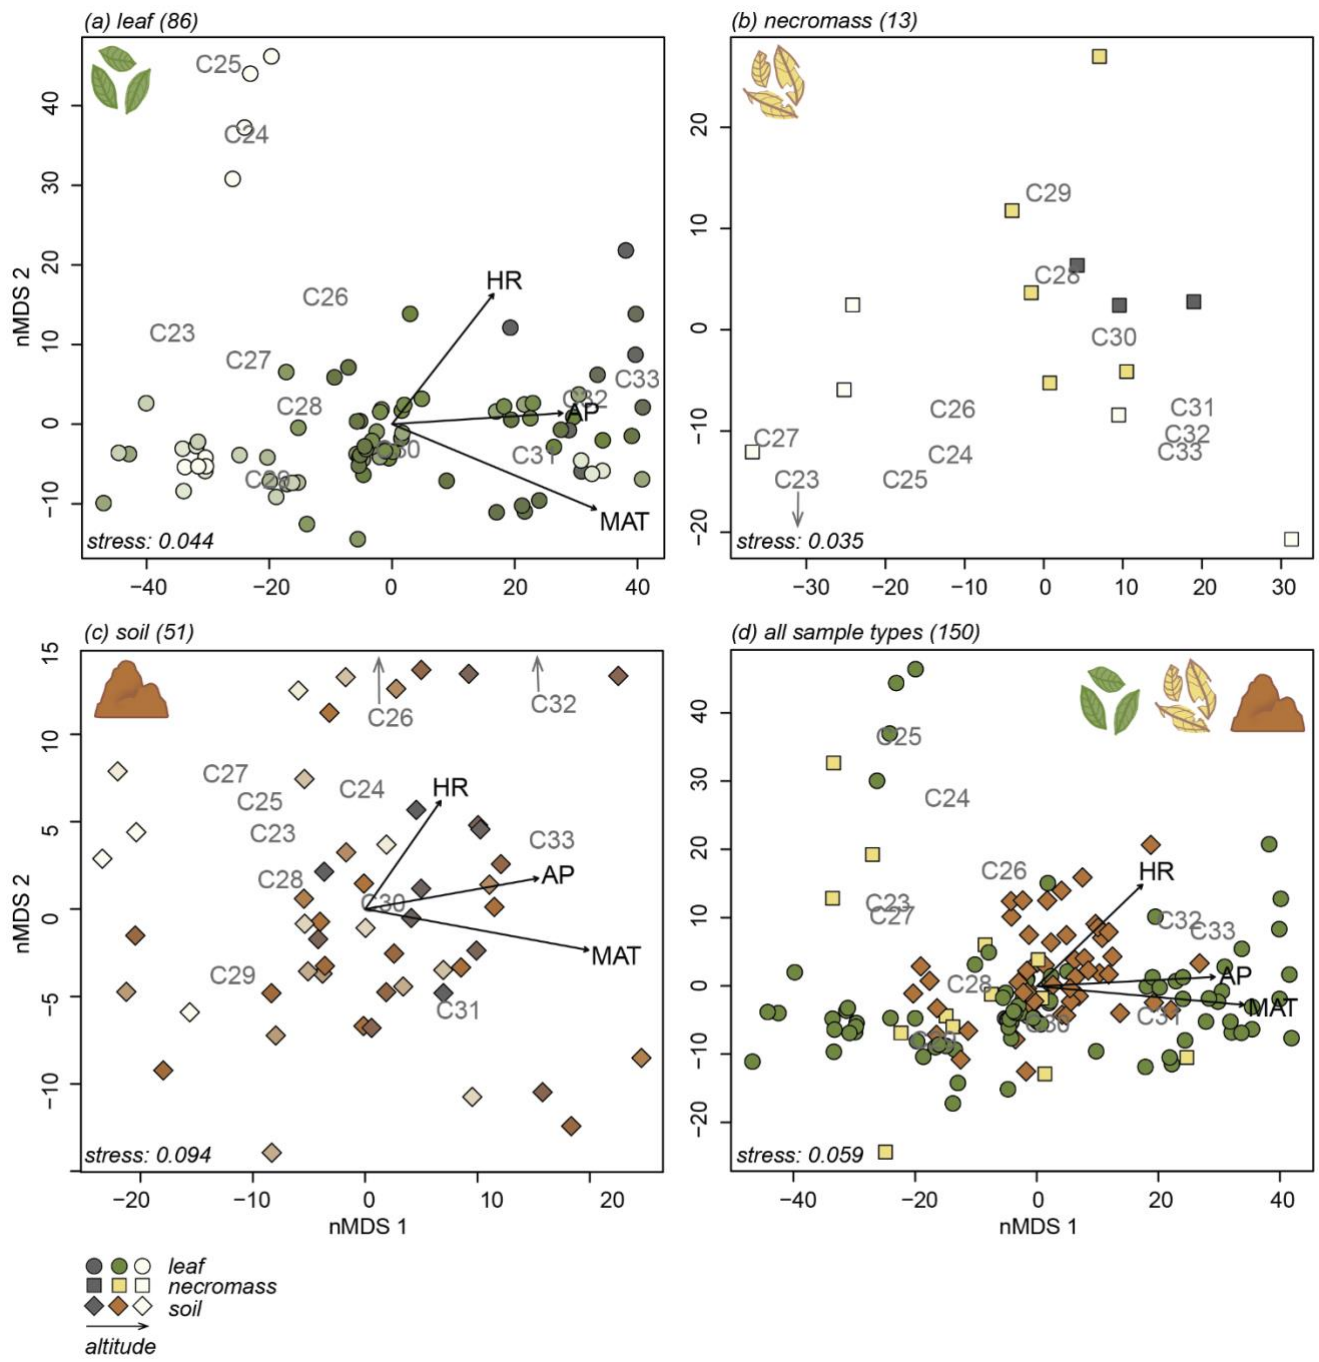 (a) leaf (86)
C25
C24
HR
C26
C23
C27
C33
C28
C32
AP
C30
C31
C29
MAT
stress: 0.044
nMDS 2
40
30
20
10
0
−10
−40
−20
0
20
40
(b) necromass (13)
C29
C28
C30
C26
C31
C27
C32
C24
C33
C23
C25
stress: 0.035
20
10
0
−10
−20
−30
−20
−10
0
10
20
30
(c) soil (51)
C26
C32
C27
C24
HR
C25
C23
C33
C28
AP
C30
MAT
C29
C31
stress: 0.094
nMDS 2
15
10
5
0
−5
−10
−20
−10
0
10
20
nMDS 1
(d) all sample types (150)
C25
C24
C26
HR
C23
C27
C32
C33
C28
AP
MAT
C30
C31
stress: 0.059
40
30
20
10
0
−10
−20
−40
−20
0
20
40
nMDS 1
leaf
necromass
soil
altitude